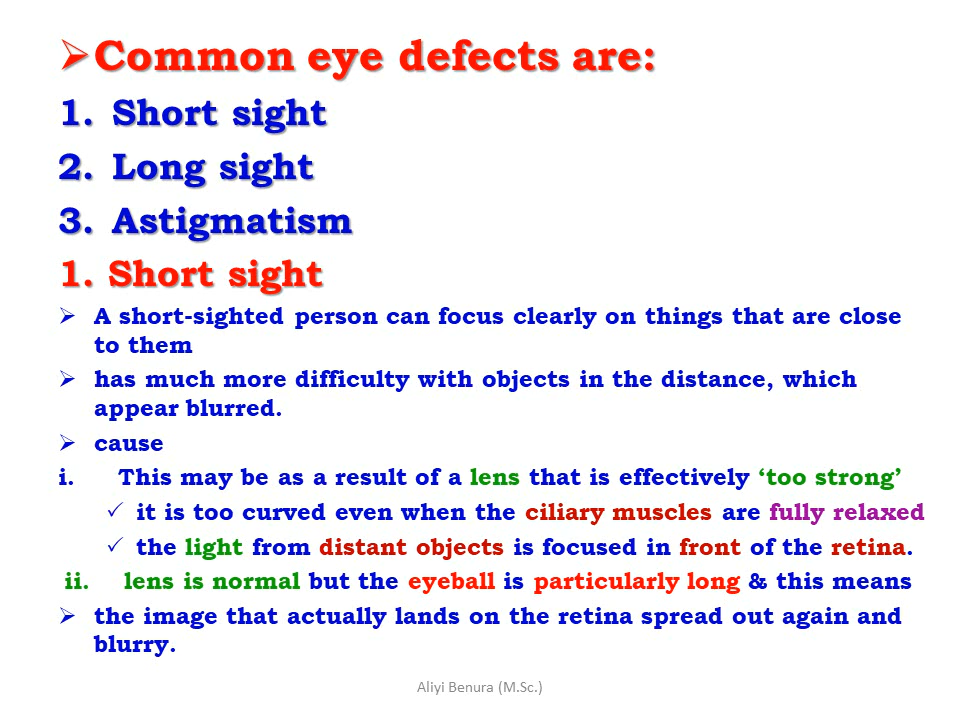 ➢Common eye defects are:
1. Short sight
2. Long sight
3. Astigmatism
1. Short sight
➢ A short-sighted person can focus clearly on things that are close
to them
➢ has much more difficulty with objects in the distance, which
appear blurred.
➢ cause
i. This may be as a result of a lens that is effectively ‘too strong’
✓ it is too curved even when the ciliary muscles are fully relaxed
✓ the light from distant objects is focused in front of the retina.
ii. lens is normal but the eyeball is particularly long & this means
➢ the image that actually lands on the retina spread out again and
blurry.
Aliyi Benura (M.Sc.)